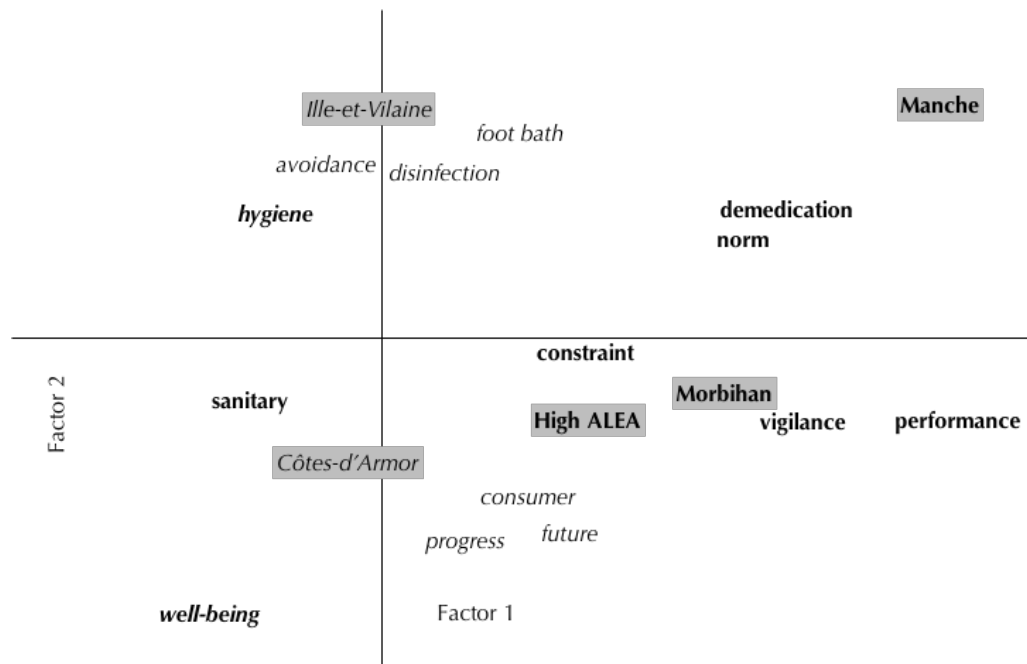 Ille-et-Vilaine
Manche
foot bath
avoidance
disinfection
hygiene
demedication
norm
constraint
Factor 2
sanitary
Morbihan
High ALEA
vigilance
performance
Côtes-d’Armor
consumer
future
progress
well-being
Factor 1